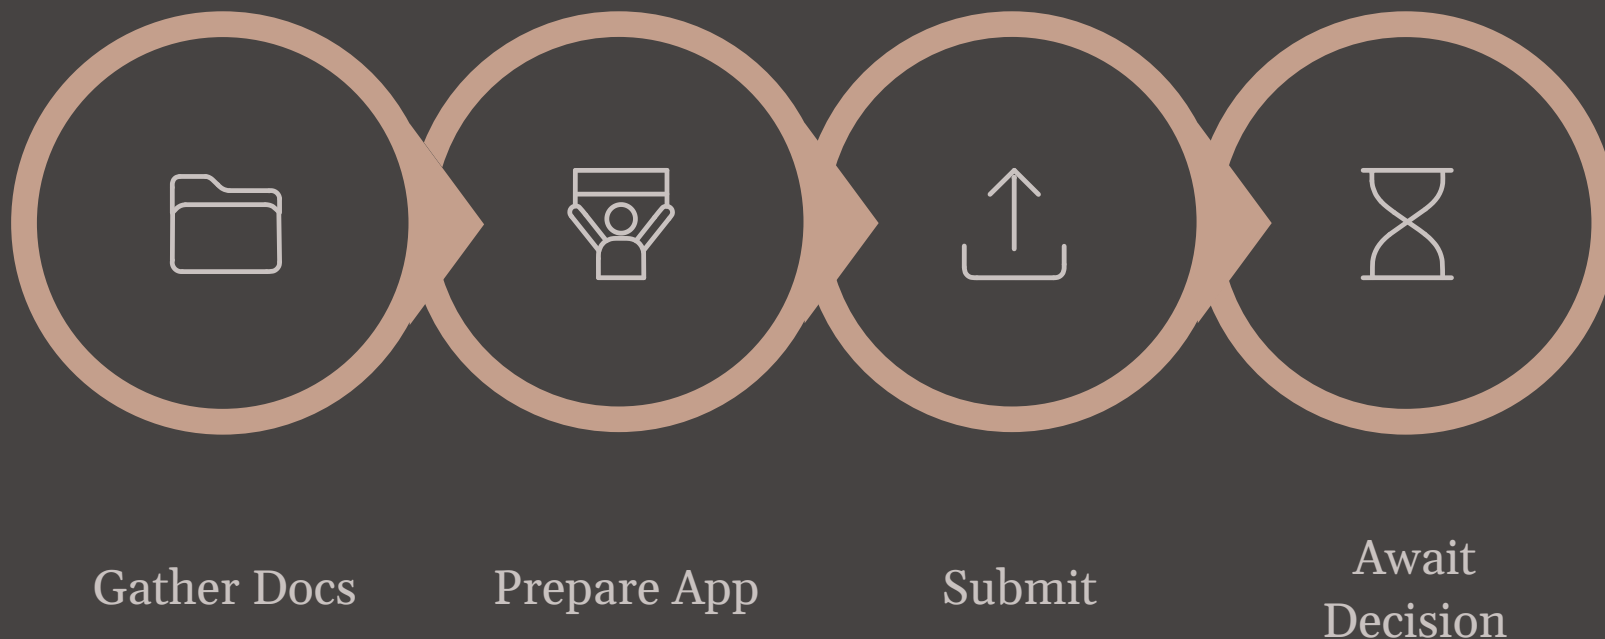 Gather Docs
Prepare App
Submit
Await
Decision